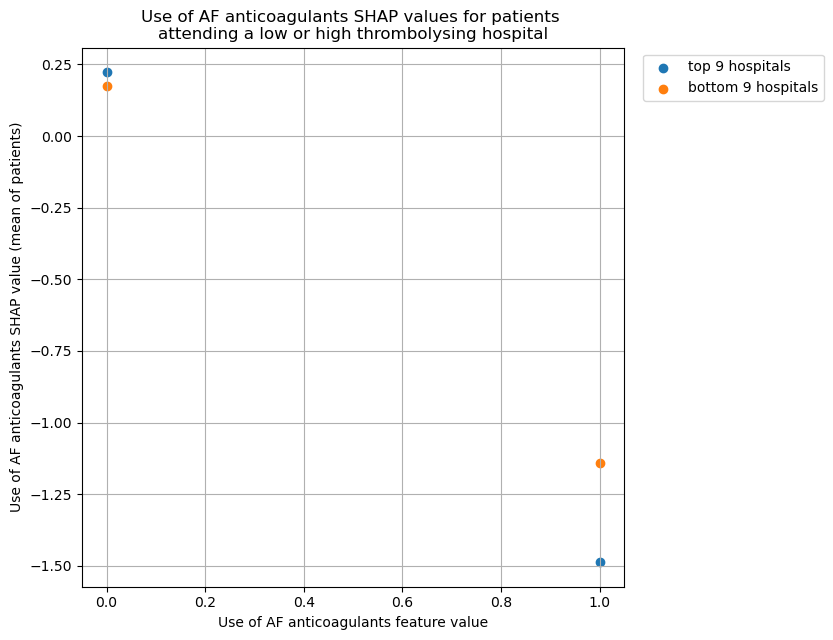 Use of AF anticoagulants SHAP values for patients
attending a low or high thrombolysing hospital
top 9 hospitals
bottom 9 hospitals
Use of AF anticoagulants SHAP value (mean of patients)
0.25
0.00
−0.25
−0.50
−0.75
−1.00
−1.25
−1.50
0.0 0.2 0.4 0.6 0.8 1.0
Use of AF anticoagulants feature value